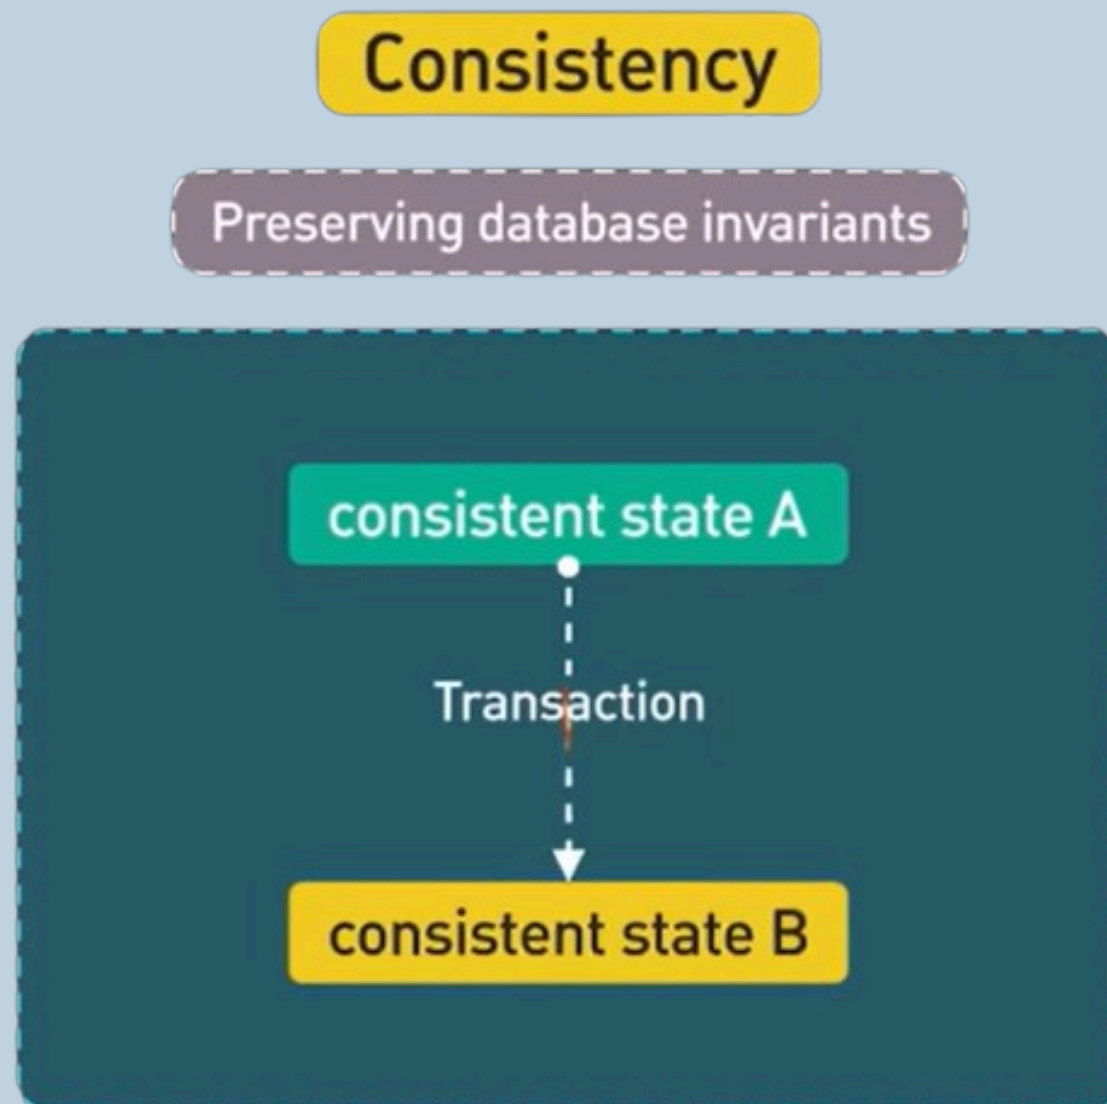 Consistency
Preserving database invariants
consistent state A
Transaction
consistent state B